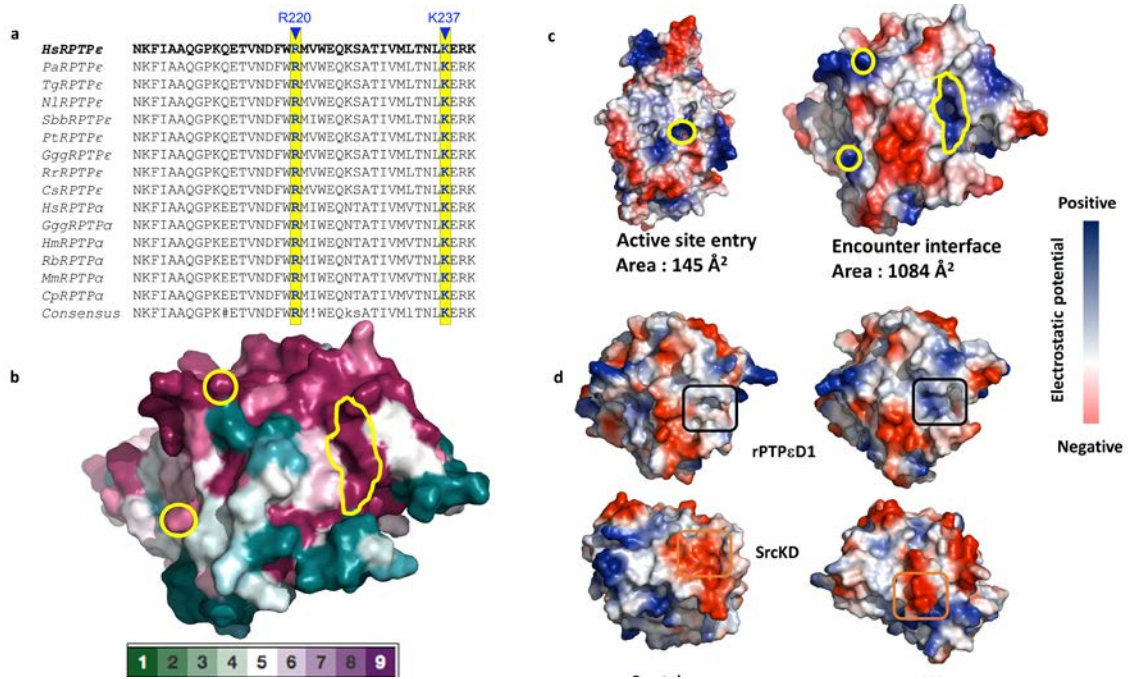 R220 K237
a
HsRPTPε NKFIAAQGPKQETVNDFWRMVWEQKSATIVMLTNLKERK
PaRPTPε NKFIAAQGPKQETVNDFWRMVWEQKSATIVMLTNLKERK
TgRPTPε NKFIAAQGPKQETVNDFWRMVWEQKSATIVMLTNLKERK
NlRPTPε NKFIAAQGPKQETVNDFWRMVWEQKSATIVMLTNLKERK
SbbRPTPε NKFIAAQGPKQETVNDFWRMIWEQKSATIVMLTNLKERK
PtRPTPε NKFIAAQGPKQETVNDFWRMVWEQKSATIVMLTNLKERK
GggRPTPε NKFIAAQGPKQETVNDFWRMVWEQKSATIVMLTNLKERK
RrRPTPε NKFIAAQGPKQETVNDFWRMVWEQKSATIVMLTNLKERK
CsRPTPε NKFIAAQGPKQETVNDFWRMVWEQKSATIVMLTNLKERK
HsRPTPα NKFIAAQGPKEETVNDFWRMIWEQNTATIVMVTNLKERK
GggRPTPα NKFIAAQGPKEETVNDFWRMIWEQNTATIVMVTNLKERK
HmRPTPα NKFIAAQGPKEETVNDFWRMIWEQNTATIVMVTNLKERK
RbRPTPα NKFIAAQGPKEETVNDFWRMIWEQNTATIVMVTNLKERK
MmRPTPα NKFIAAQGPKEETVNDFWRMIWEQNTATIVMVTNLKERK
CpRPTPα NKFIAAQGPKEETVNDFWRMIWEQNTATIVMVTNLKERK
Consensus NKFIAAQGPK#ETVNDFWRM!WEQksATIVMlTNLKERK
b
1 2 3 4 5 6 7 8 9
c
Active site entry
Area : 145 Å²
Encounter interface
Area : 1084 Å²
Positive
Electrostatic potential
Negative
d
rPTPεD1
SrcKD